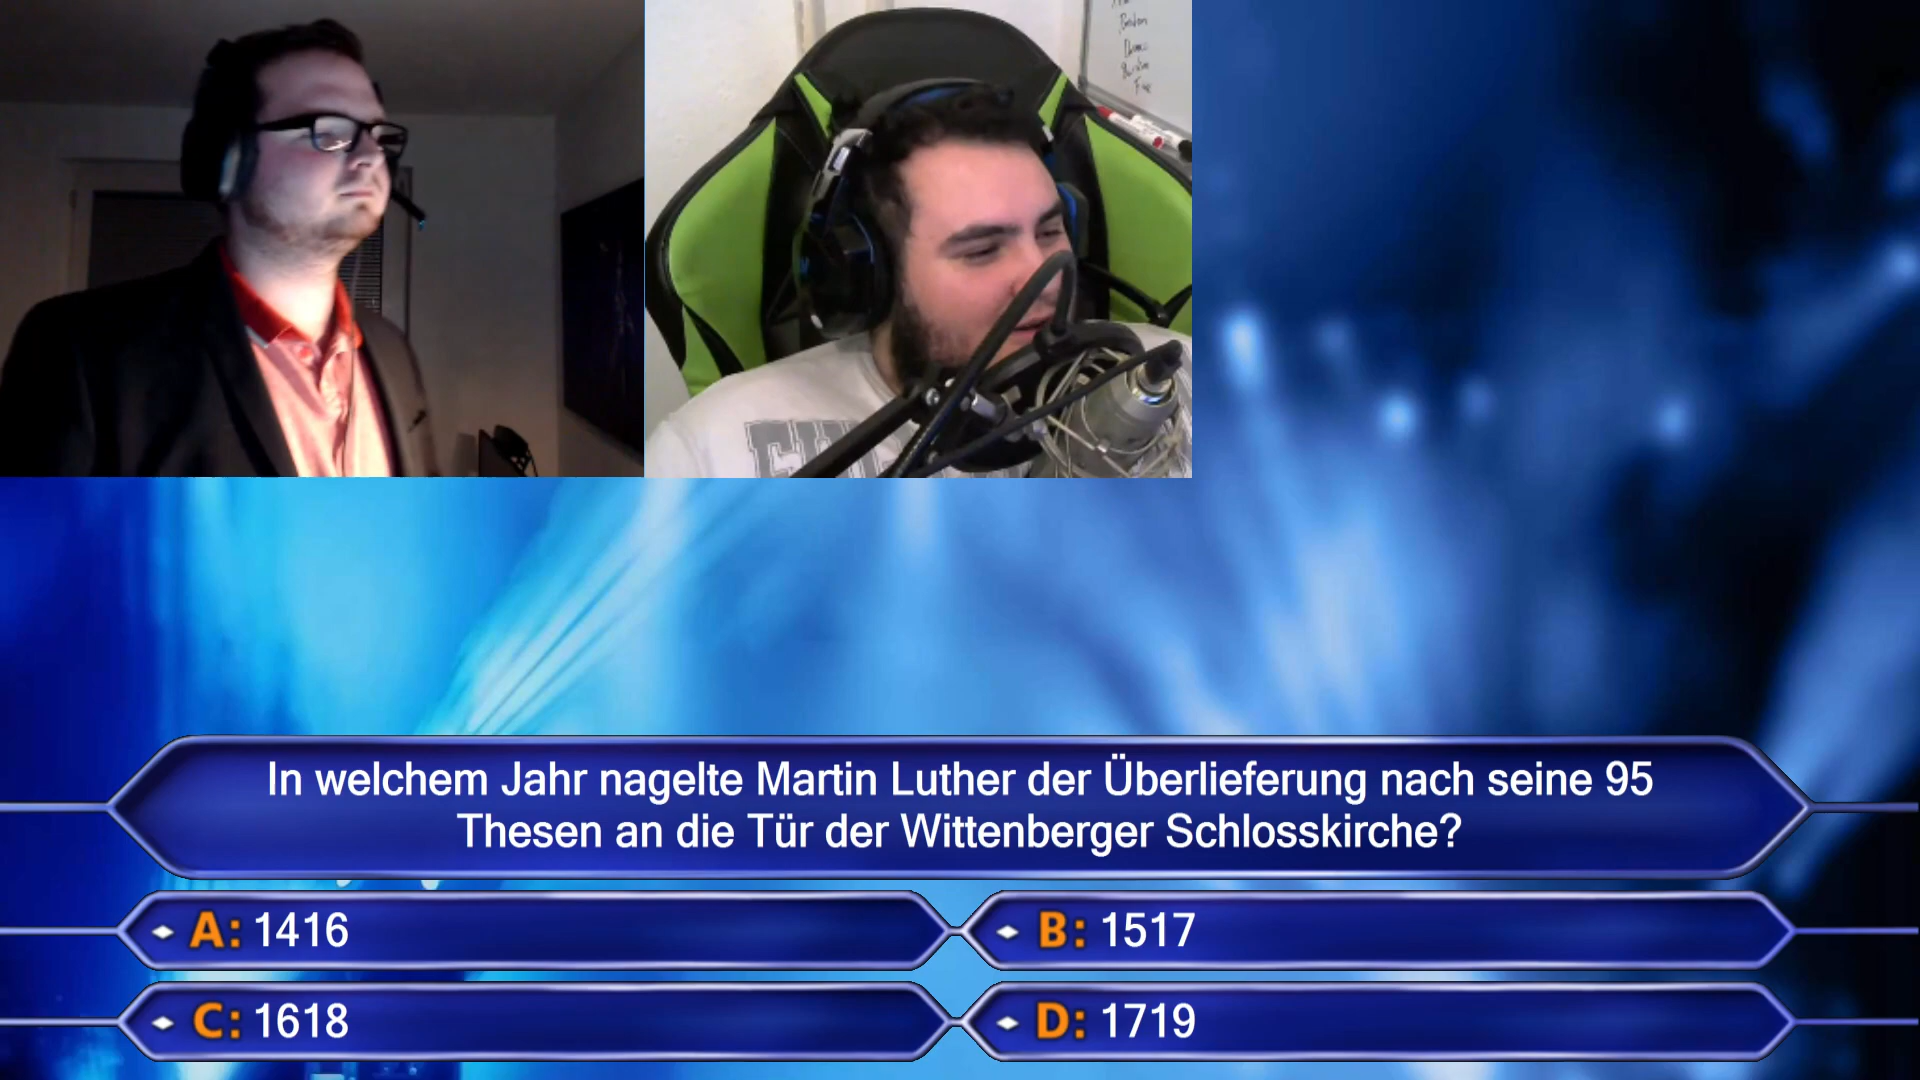 In welchem Jahr nagelte Martin Luther der Überlieferung nach seine 95
Thesen an die Tür der Wittenberger Schlosskirche?
A: 1416
B: 1517
C: 1618
D: 1719